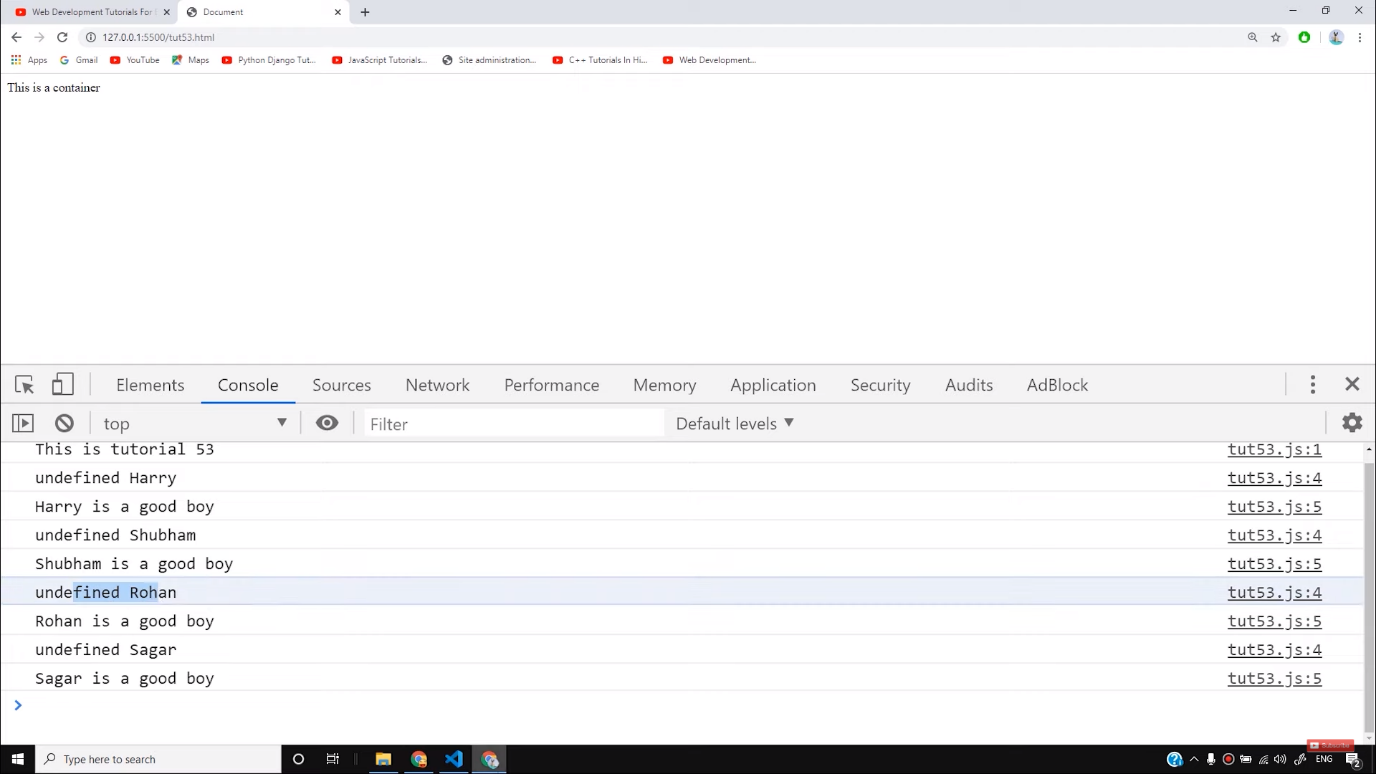 Web Development Tutorials For
Document
127.0.0.1:5500/tut53.html
Apps Gmail YouTube Maps Python Django Tut... JavaScript Tutorials... Site administration... C++ Tutorials In Hi... Web Development...
This is a container
Elements Console Sources Network Performance Memory Application Security Audits AdBlock
top Filter Default levels
This is tutorial 53 tut53.js:1
undefined Harry tut53.js:4
Harry is a good boy tut53.js:5
undefined Shubham tut53.js:4
Shubham is a good boy tut53.js:5
undefined Rohan tut53.js:4
Rohan is a good boy tut53.js:5
undefined Sagar tut53.js:4
Sagar is a good boy tut53.js:5
Subscribe
Type here to search ENG 2